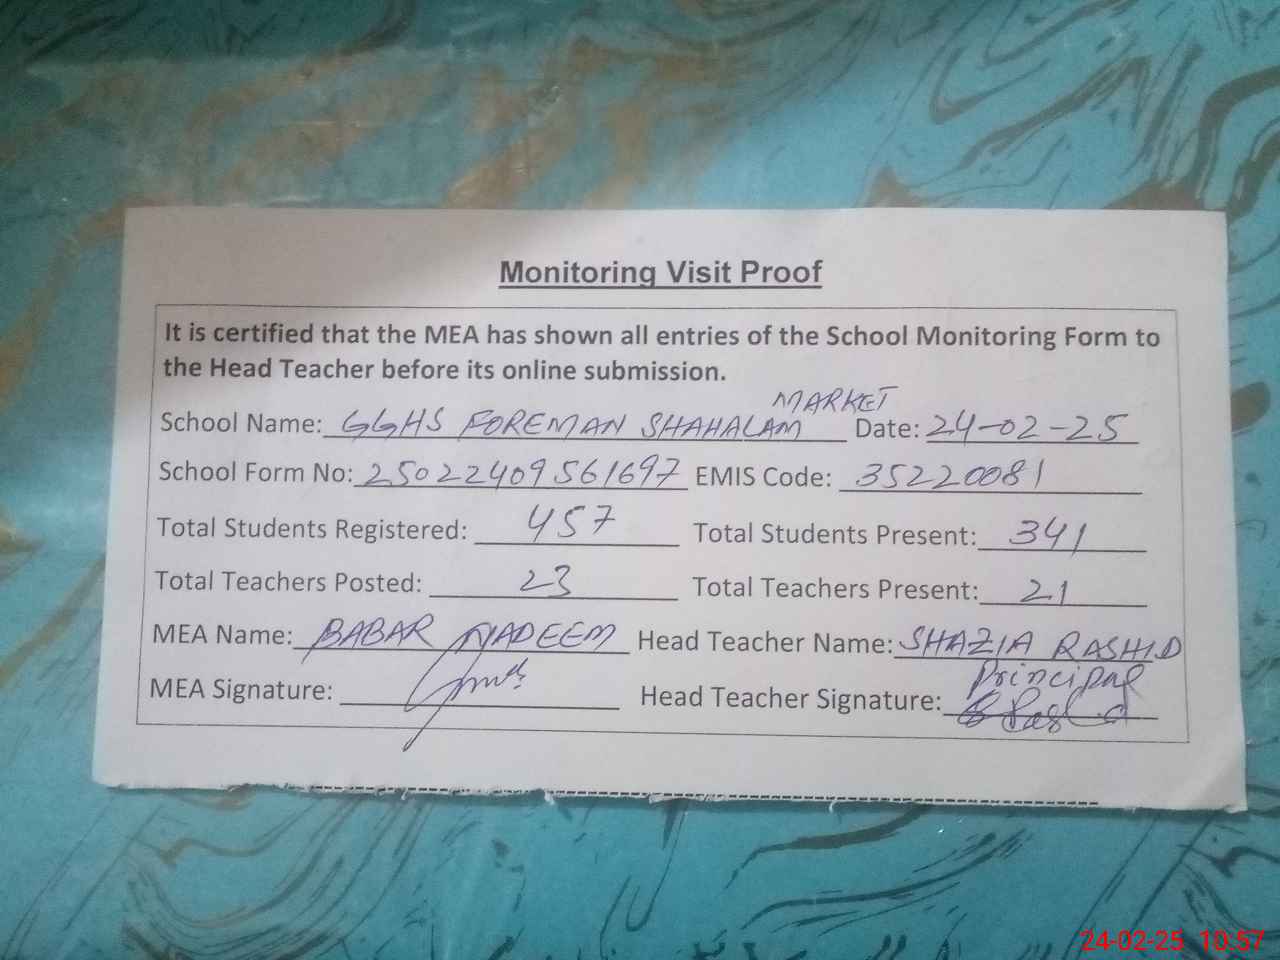 Monitoring Visit Proof
It is certified that the MEA has shown all entries of the School Monitoring Form to
the Head Teacher before its online submission.
School Name: GGHS FOREMAN SHAHALAM MARKET Date: 24-02-25
School Form No: 25022409561697 EMIS Code: 35220081
Total Students Registered: 457 Total Students Present: 341
Total Teachers Posted: 23 Total Teachers Present: 21
MEA Name: BABAR NADEEM Head Teacher Name: SHAZIA RASHID
Principal
MEA Signature: Head Teacher Signature:
24-02-25 10:57